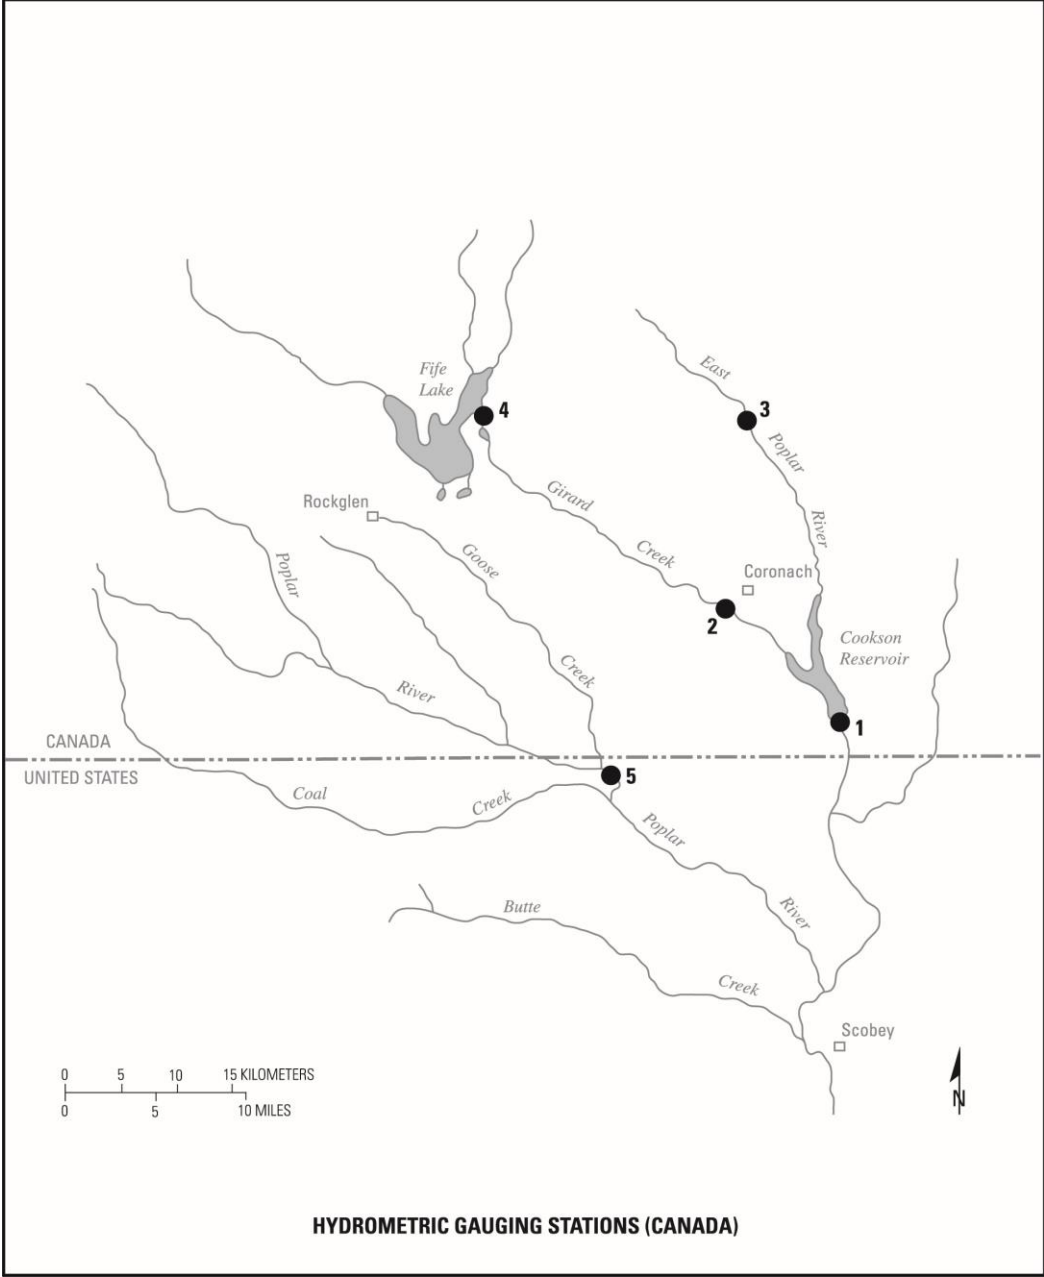 Fife
Lake
4
East
3
Poplar
River
Rockglen
Girard
Creek
Goose
Creek
Poplar
River
Coronach
2
Cookson
Reservoir
1
CANADA
UNITED STATES
5
Coal
Creek
Poplar
River
Butte
Creek
Scobey
0 5 10 15 KILOMETERS
0 5 10 MILES
N
HYDROMETRIC GAUGING STATIONS (CANADA)